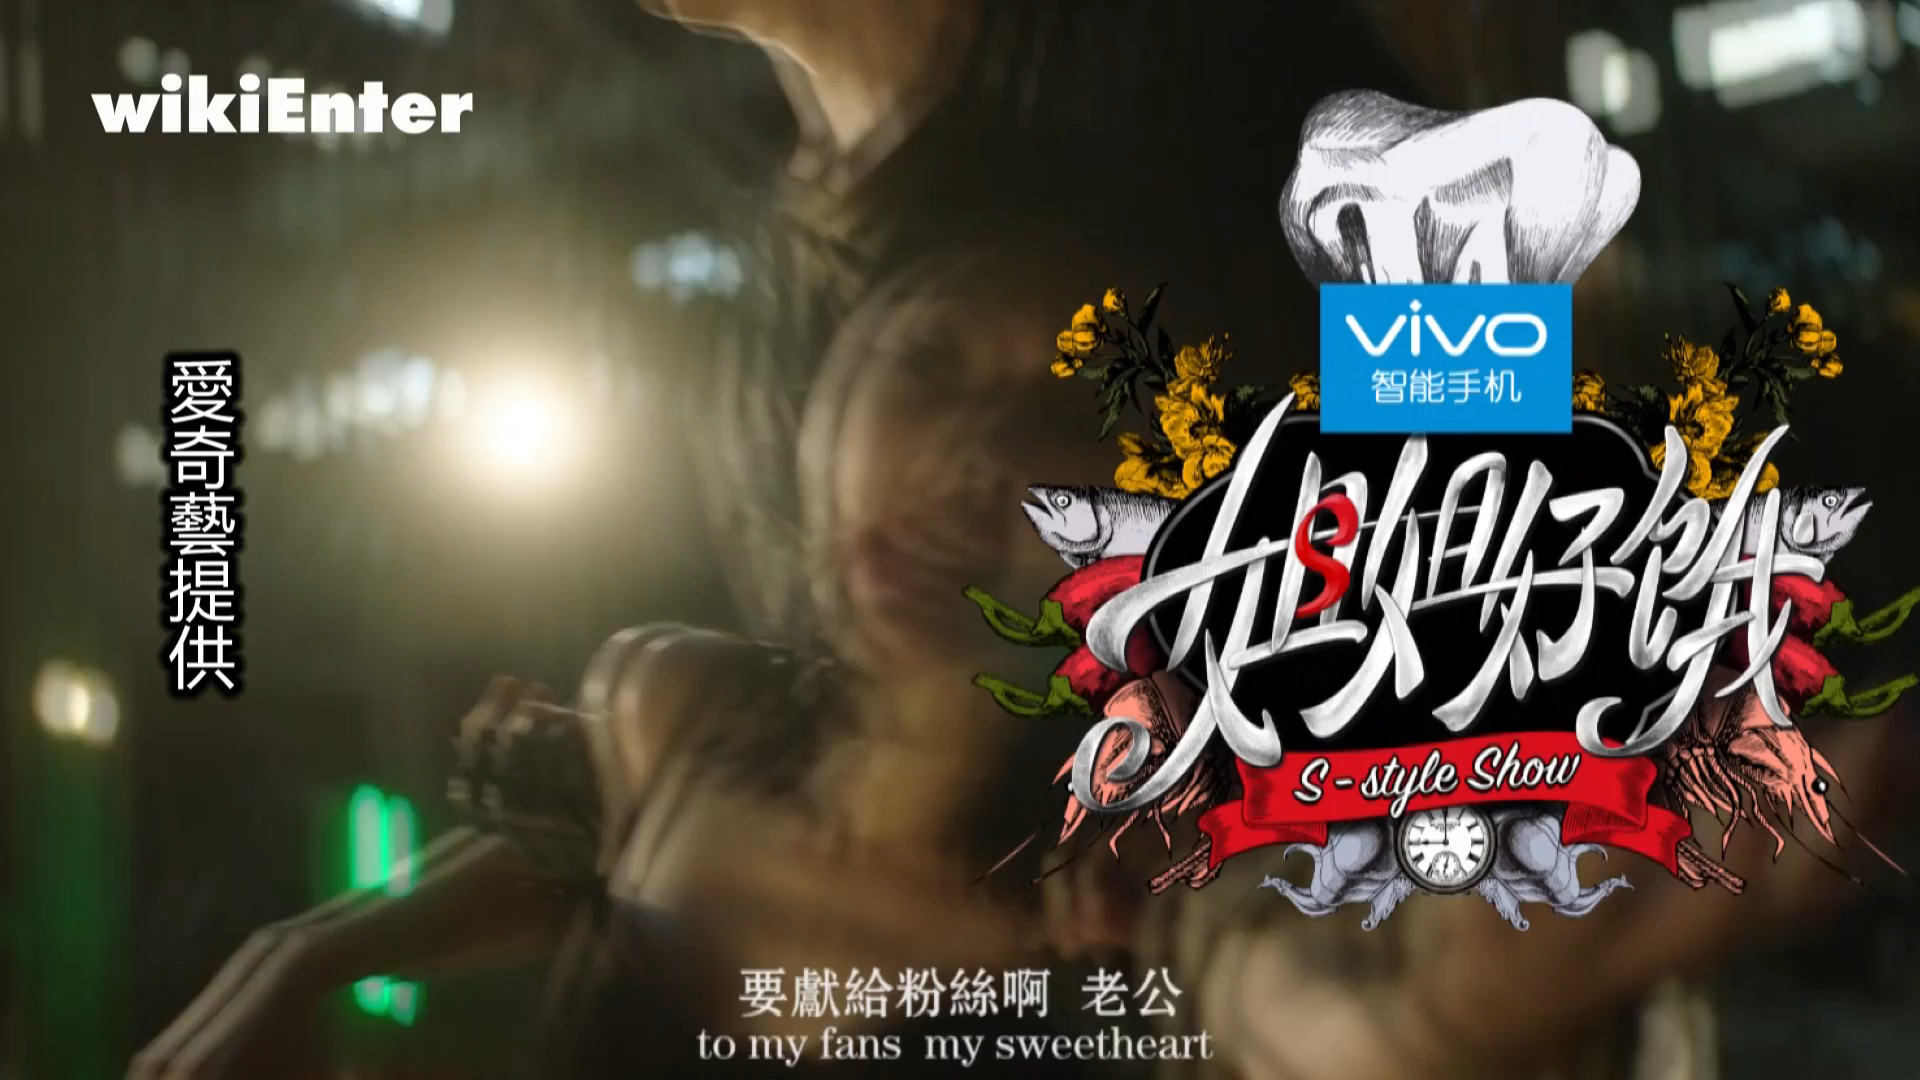 wikiEnter
愛奇藝提供
vivo
智能手机
姐姐好饿
S
S-style Show
要獻給粉絲啊 老公
to my fans my sweetheart